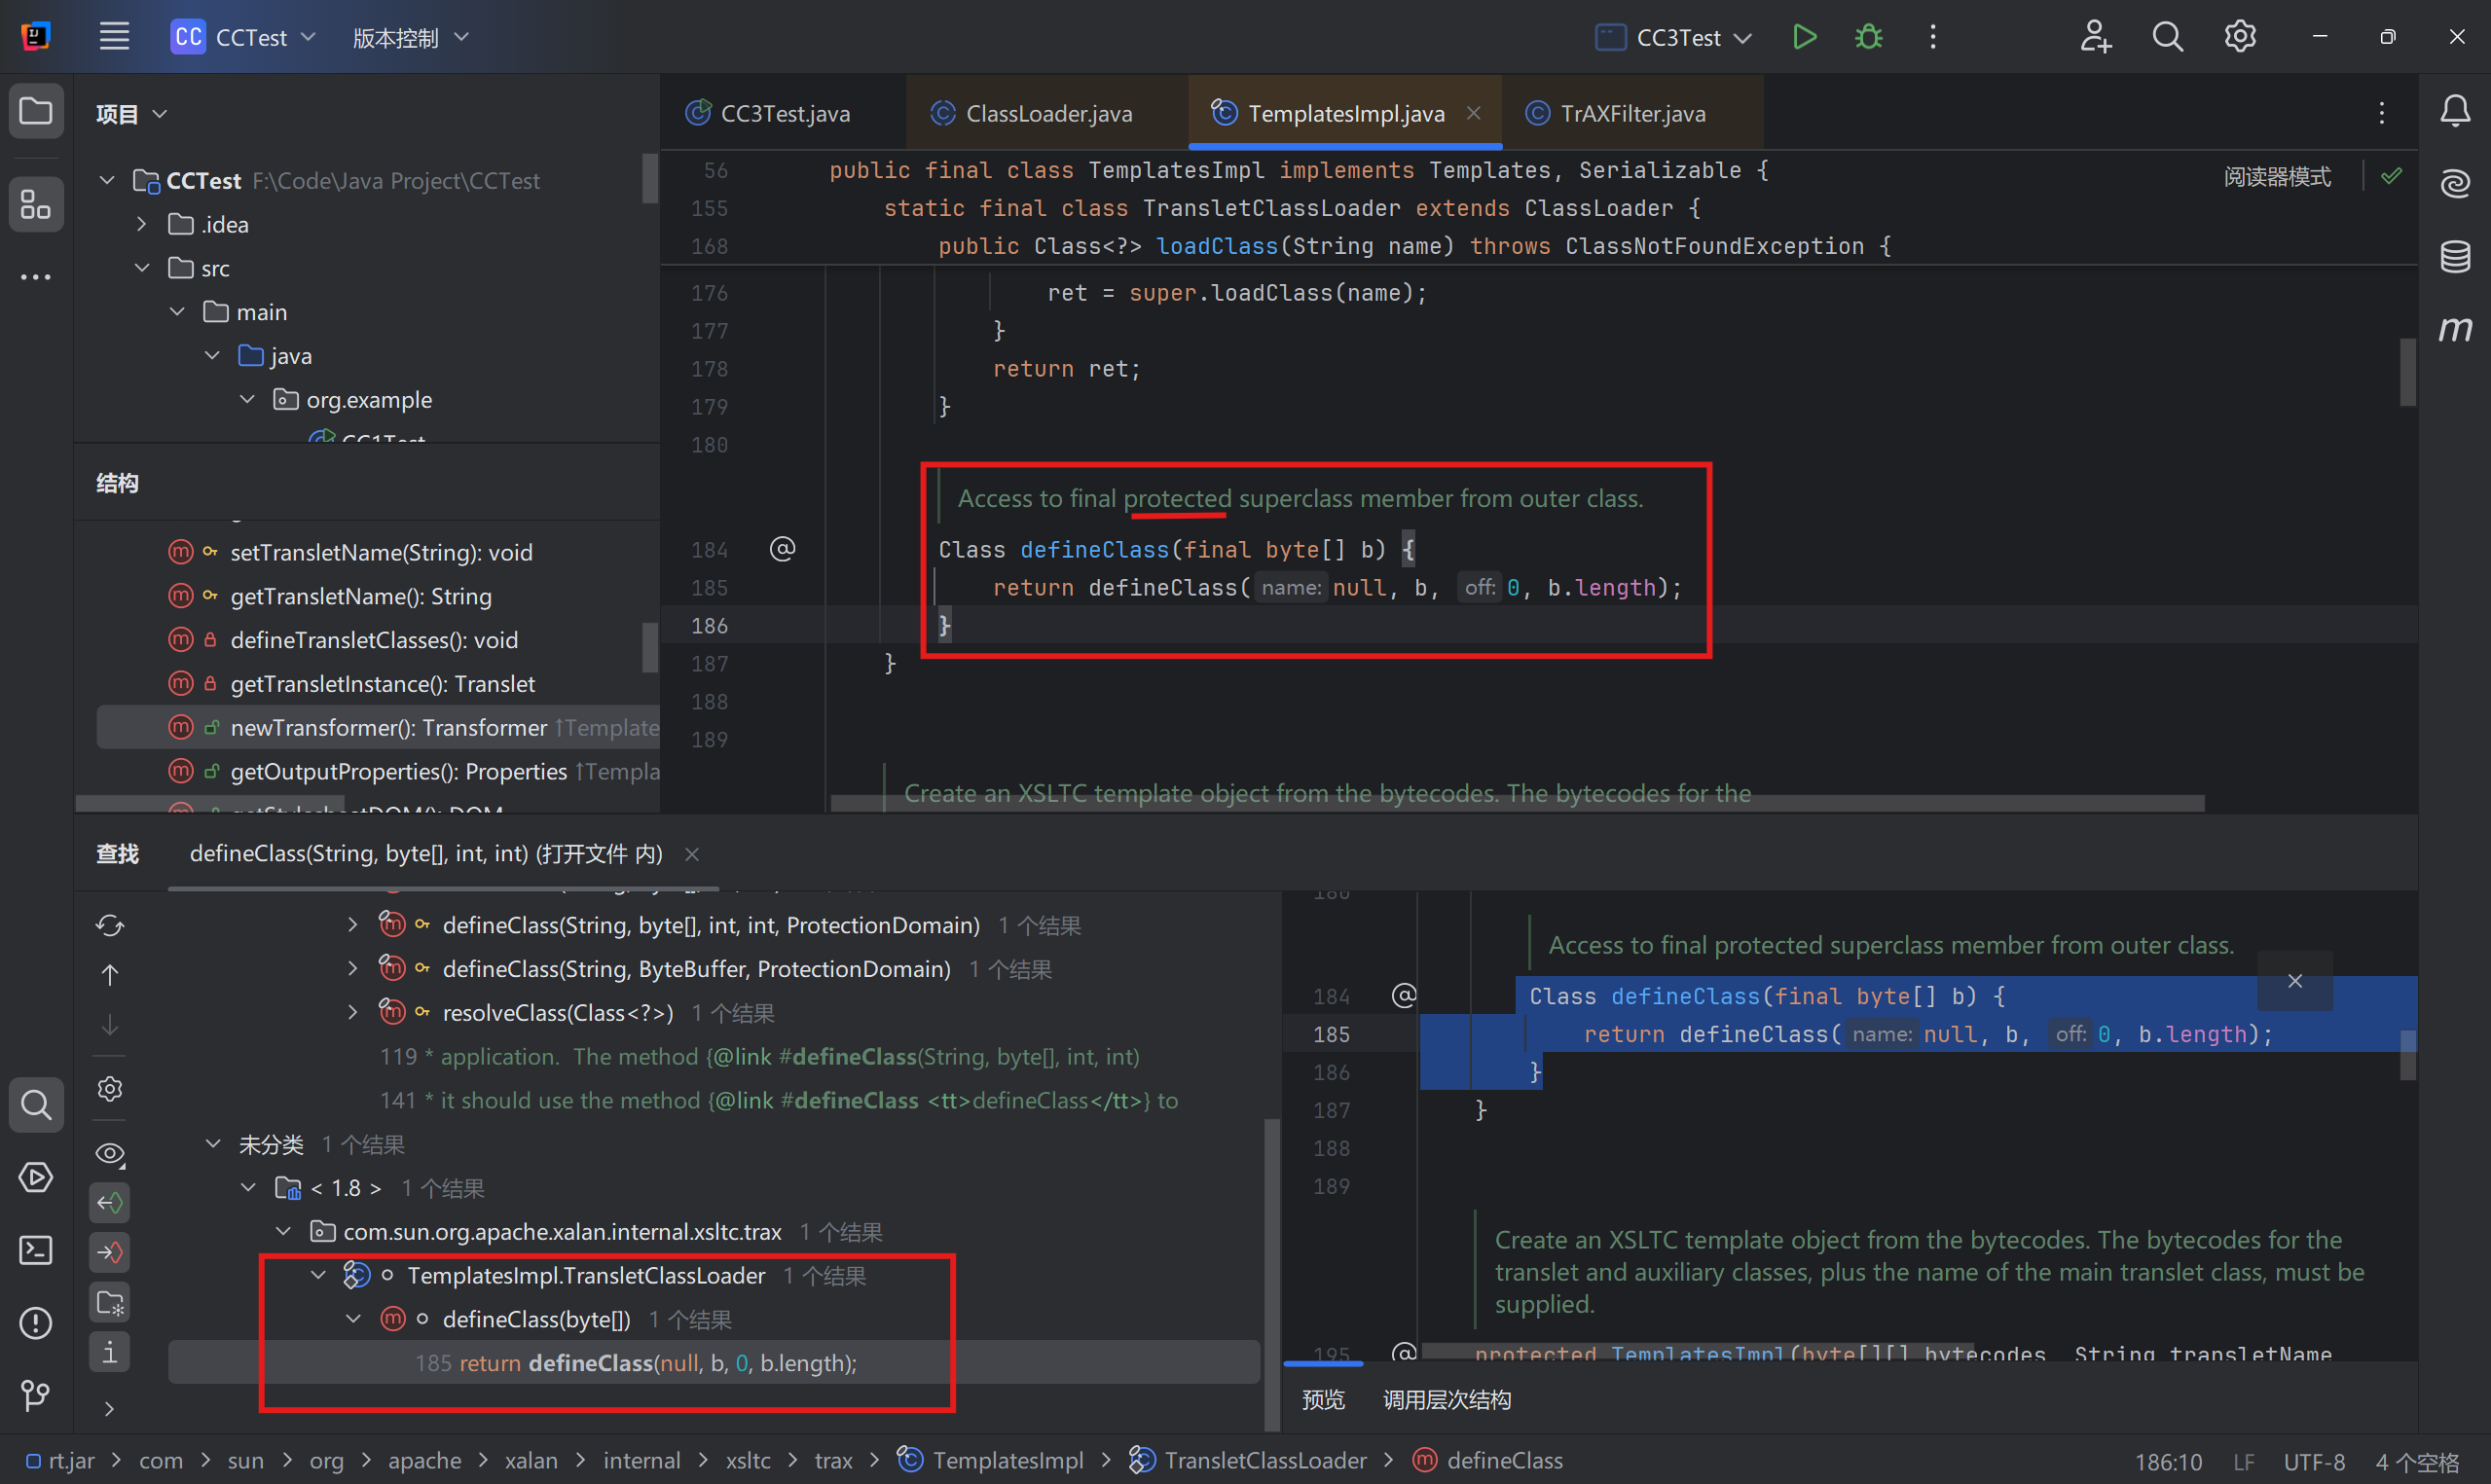 CC CCTest 版本控制 CC3Test
项目
CCTest F:\Code\Java Project\CCTest
.idea
src
main
java
org.example
CC1Test
结构
setTransletName(String): void
getTransletName(): String
defineTransletClasses(): void
getTransletInstance(): Translet
newTransformer(): Transformer ↑Template
getOutputProperties(): Properties ↑Templa
getStylesheetDOM(): DOM
CC3Test.java ClassLoader.java TemplatesImpl.java TrAXFilter.java
阅读器模式
56 public final class TemplatesImpl implements Templates, Serializable {
155 static final class TransletClassLoader extends ClassLoader {
168 public Class<?> loadClass(String name) throws ClassNotFoundException {
176 ret = super.loadClass(name);
177 }
178 return ret;
179 }
180
Access to final protected superclass member from outer class.
184 @ Class defineClass(final byte[] b) {
185 return defineClass( name: null, b, off: 0, b.length);
186 }
187 }
188
189
Create an XSLTC template object from the bytecodes. The bytecodes for the
查找 defineClass(String, byte[], int, int) (打开文件 内)
defineClass(String, byte[], int, int, ProtectionDomain) 1 个结果
defineClass(String, ByteBuffer, ProtectionDomain) 1 个结果
resolveClass(Class<?>) 1 个结果
119 * application. The method {@link #defineClass(String, byte[], int, int)
141 * it should use the method {@link #defineClass <tt>defineClass</tt>} to
未分类 1 个结果
< 1.8 > 1 个结果
com.sun.org.apache.xalan.internal.xsltc.trax 1 个结果
TemplatesImpl.TransletClassLoader 1 个结果
defineClass(byte[]) 1 个结果
185 return defineClass(null, b, 0, b.length);
Access to final protected superclass member from outer class.
184 @ Class defineClass(final byte[] b) {
185 return defineClass( name: null, b, off: 0, b.length);
186 }
187 }
188
189
Create an XSLTC template object from the bytecodes. The bytecodes for the
translet and auxiliary classes, plus the name of the main translet class, must be
supplied.
195 @ protected TemplatesImpl(byte[][] bytecodes, String transletName
预览 调用层次结构
rt.jar > com > sun > org > apache > xalan > internal > xsltc > trax > TemplatesImpl > TransletClassLoader > defineClass
186:10 LF UTF-8 4 个空格